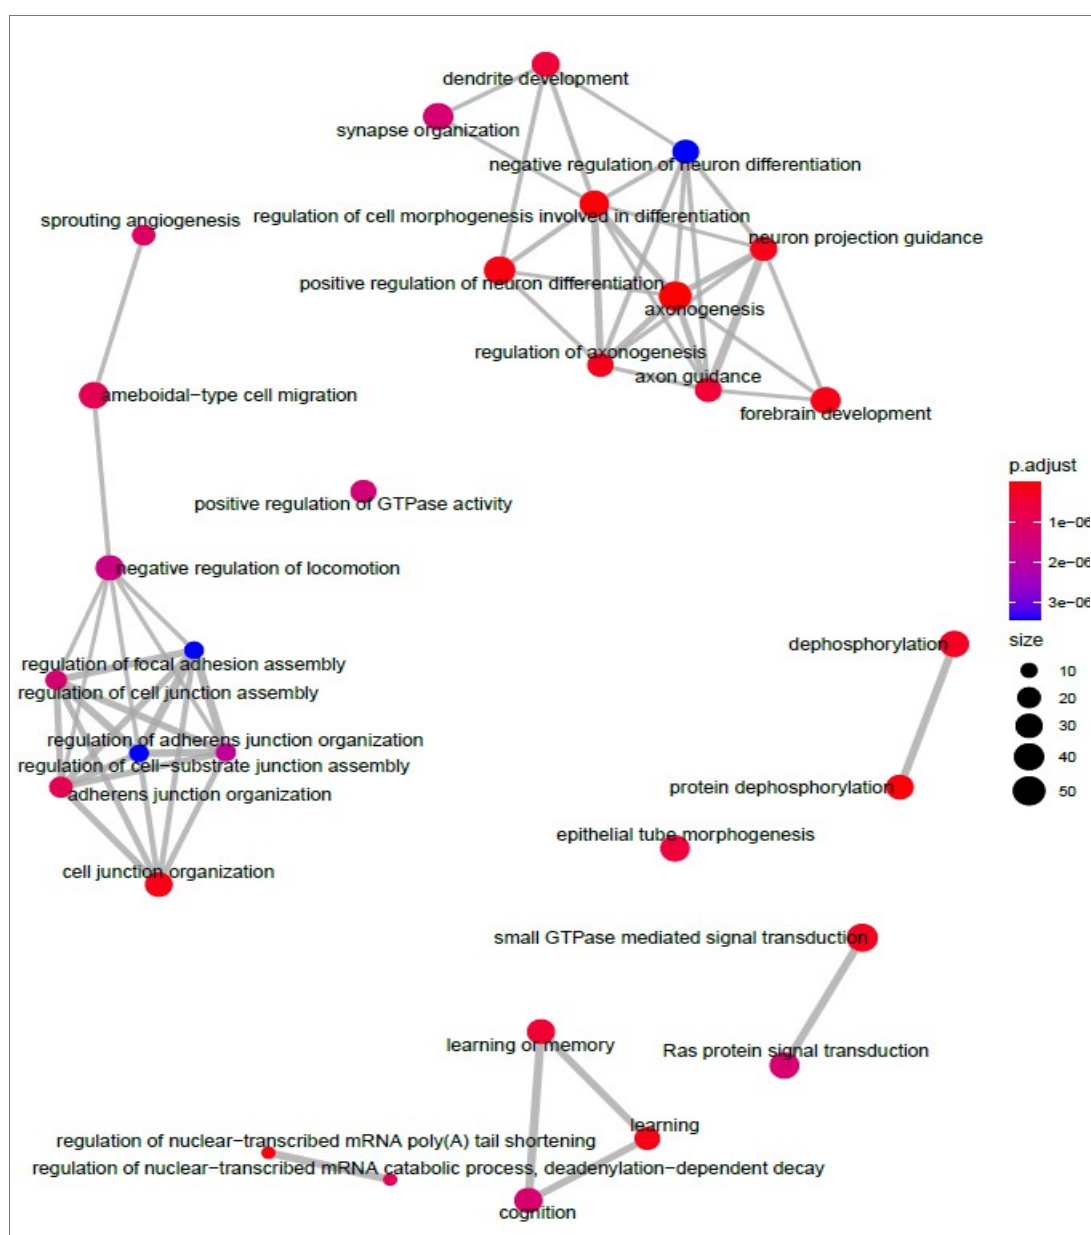 dendrite development
synapse organization
negative regulation of neuron differentiation
sprouting angiogenesis
regulation of cell morphogenesis involved in differentiation
neuron projection guidance
positive regulation of neuron differentiation
axonogenesis
regulation of axonogenesis
axon guidance
ameboidal−type cell migration
forebrain development
p.adjust
1e−06
2e−06
3e−06
positive regulation of GTPase activity
negative regulation of locomotion
size
10
20
30
40
50
dephosphorylation
regulation of focal adhesion assembly
regulation of cell junction assembly
regulation of adherens junction organization
regulation of cell−substrate junction assembly
adherens junction organization
protein dephosphorylation
epithelial tube morphogenesis
cell junction organization
small GTPase mediated signal transduction
learning or memory
Ras protein signal transduction
learning
regulation of nuclear−transcribed mRNA poly(A) tail shortening
regulation of nuclear−transcribed mRNA catabolic process, deadenylation−dependent decay
cognition